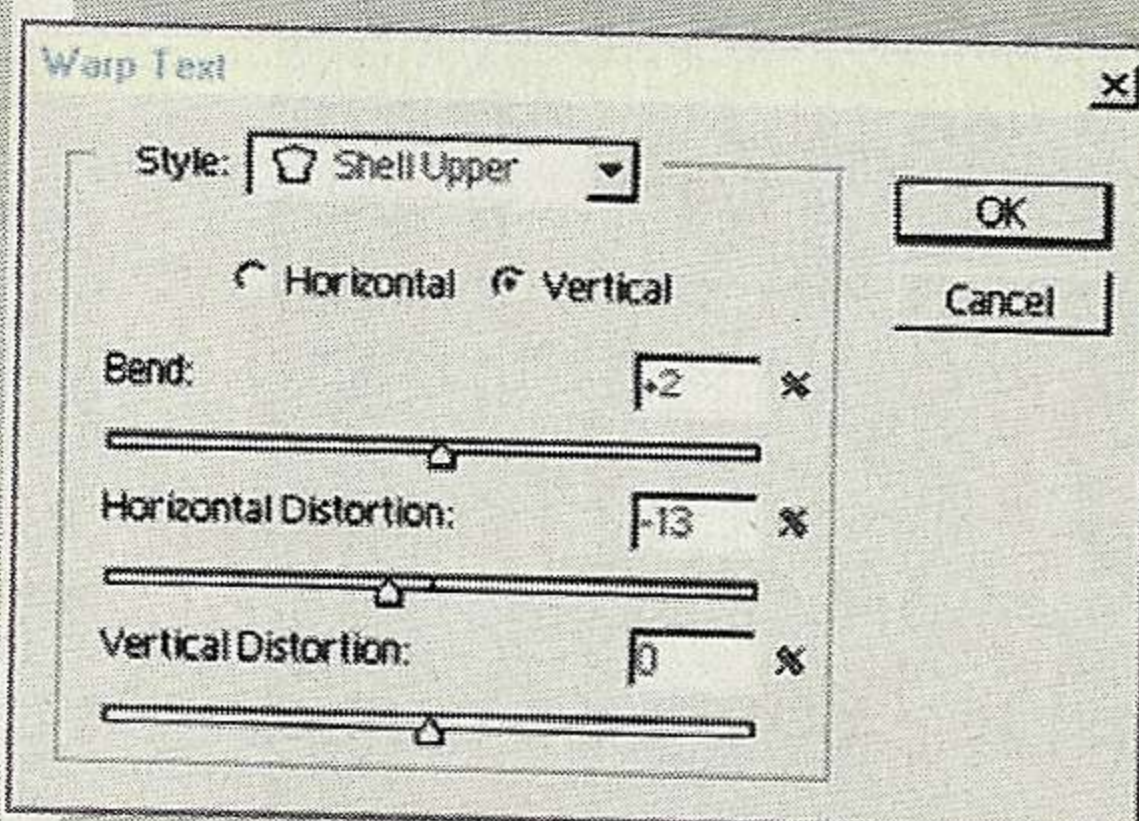 Warp Text
Style: Shell Upper
Horizontal Vertical
OK
Cancel
Bend: +2 %
Horizontal Distortion: -13 %
Vertical Distortion: 0 %